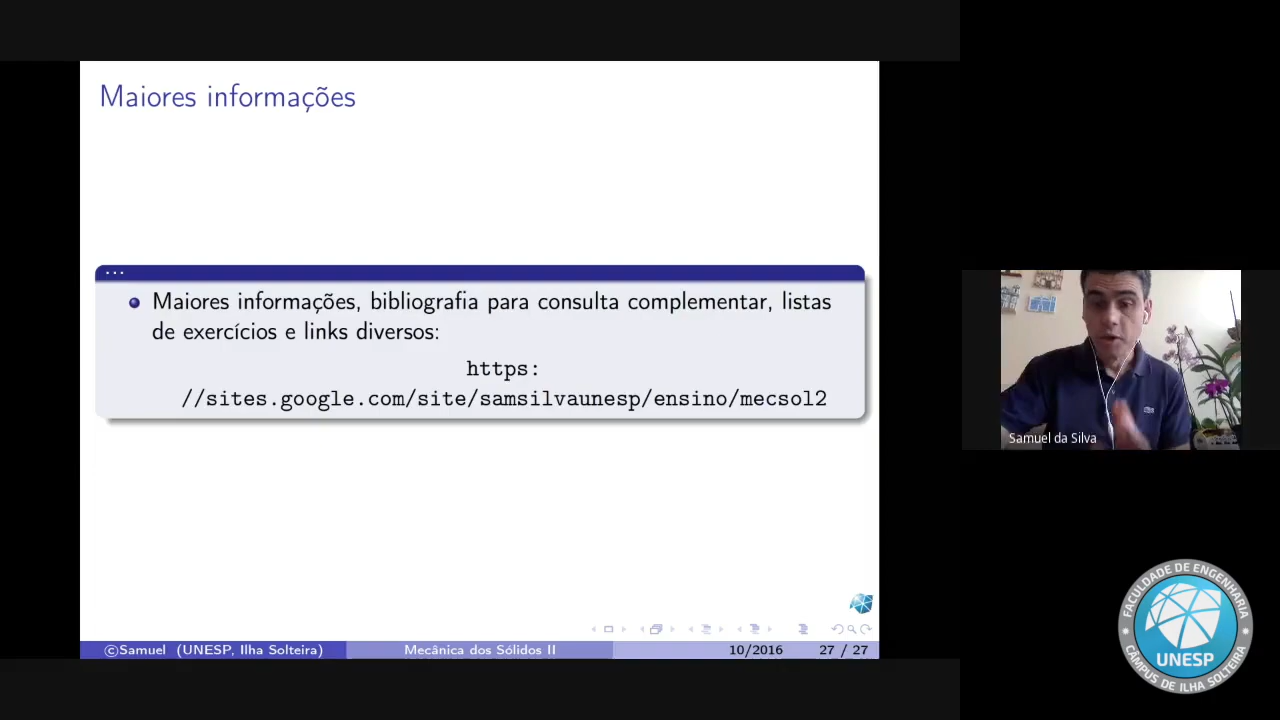 Maiores informações
...
Maiores informações, bibliografia para consulta complementar, listas
de exercícios e links diversos:
https:
//sites.google.com/site/samsilvaunesp/ensino/mecsol2
©Samuel (UNESP, Ilha Solteira)
Mecânica dos Sólidos II
10/2016
27 / 27
Samuel da Silva
FACULDADE DE ENGENHARIA
UNESP
CÂMPUS DE ILHA SOLTEIRA